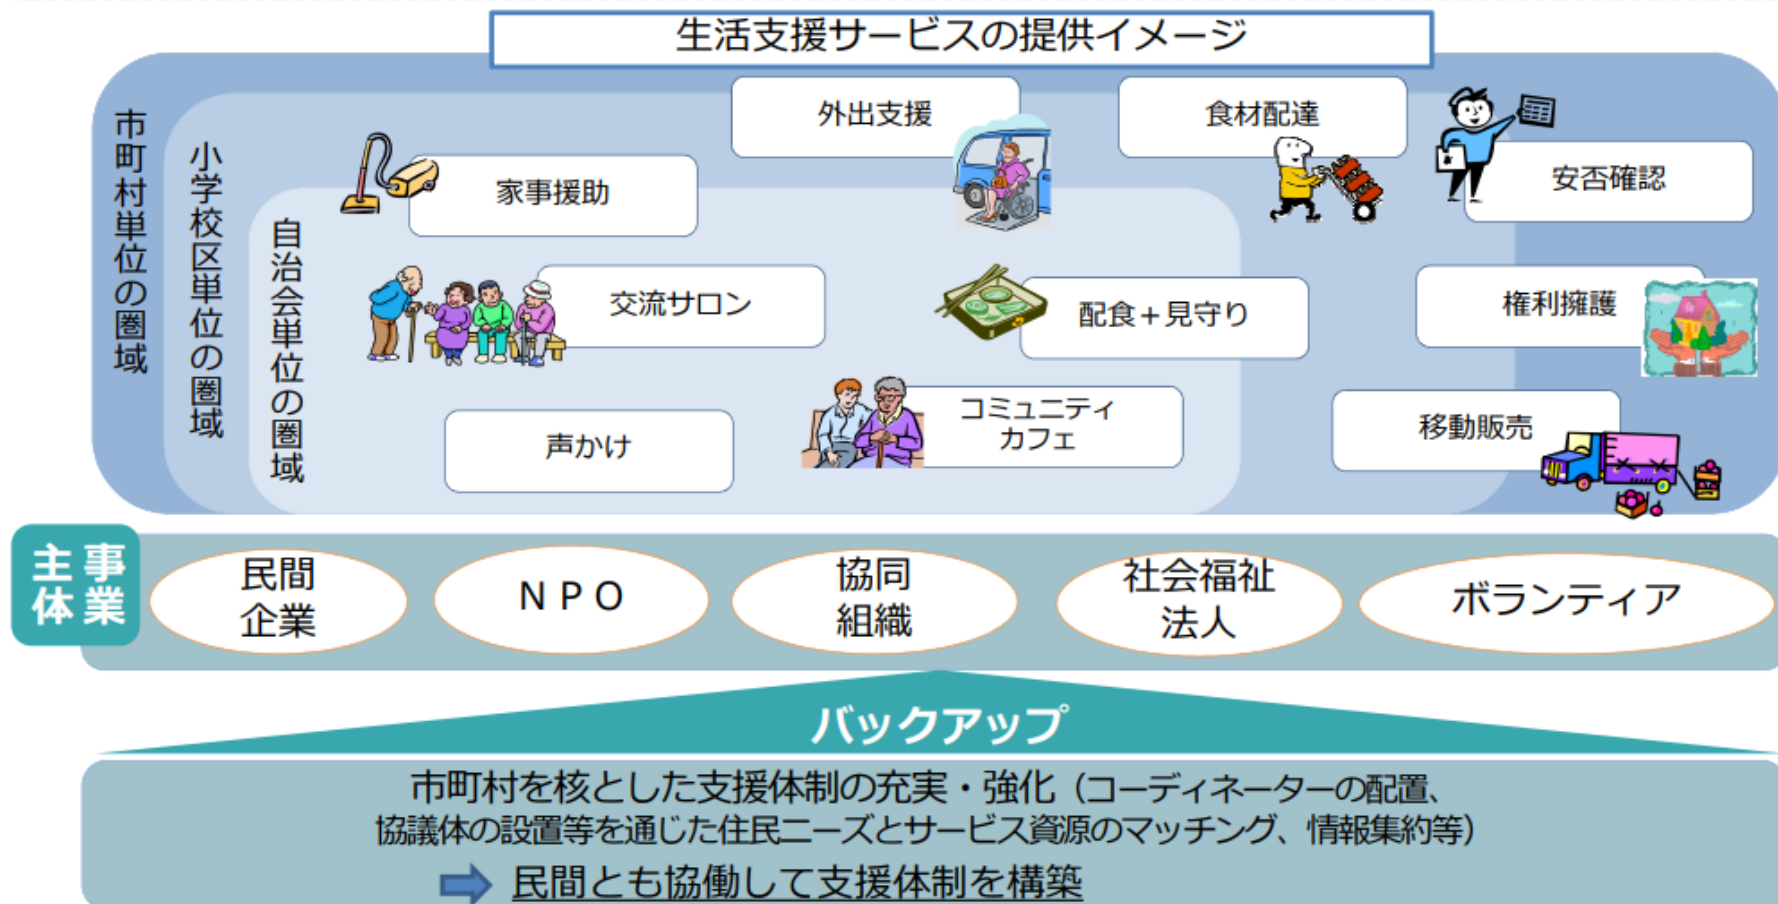 生活支援サービスの提供イメージ
市町村単位の圏域
小学校区単位の圏域
自治会単位の圏域
外出支援
食材配達
安否確認
家事援助
交流サロン
配食＋見守り
権利擁護
声かけ
コミュニティ
カフェ
移動販売
事業
主体
民間
企業
ＮＰＯ
協同
組織
社会福祉
法人
ボランティア
バックアップ
市町村を核とした支援体制の充実・強化（コーディネーターの配置、
協議体の設置等を通じた住民ニーズとサービス資源のマッチング、情報集約等）
民間とも協働して支援体制を構築